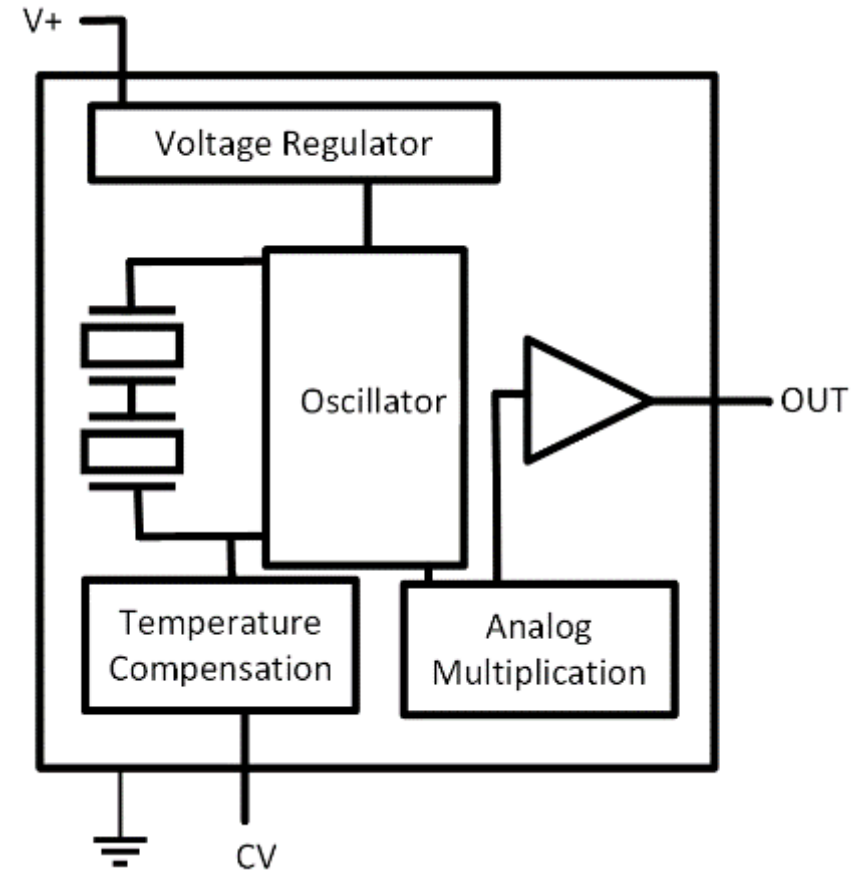 V+
Voltage Regulator
Oscillator
OUT
Temperature
Compensation
Analog
Multiplication
CV